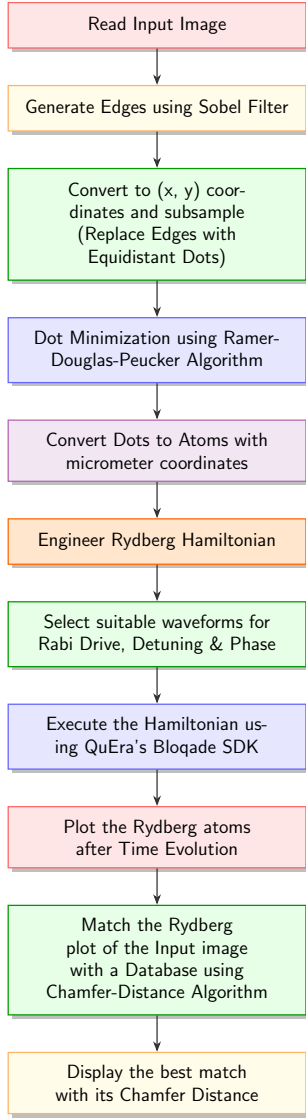 Read Input Image
Generate Edges using Sobel Filter
Convert to (x, y) coor-
dinates and subsample
(Replace Edges with
Equidistant Dots)
Dot Minimization using Ramer-
Douglas-Peucker Algorithm
Convert Dots to Atoms with
micrometer coordinates
Engineer Rydberg Hamiltonian
Select suitable waveforms for
Rabi Drive, Detuning & Phase
Execute the Hamiltonian us-
ing QuEra's Bloqade SDK
Plot the Rydberg atoms
after Time Evolution
Match the Rydberg
plot of the Input image
with a Database using
Chamfer-Distance Algorithm
Display the best match
with its Chamfer Distance